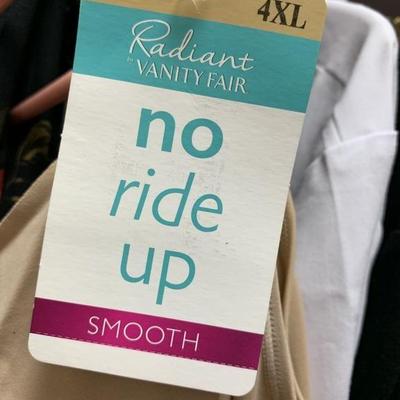 4XL
Radiant
by VANITY FAIR
no
ride
up
SMOOTH